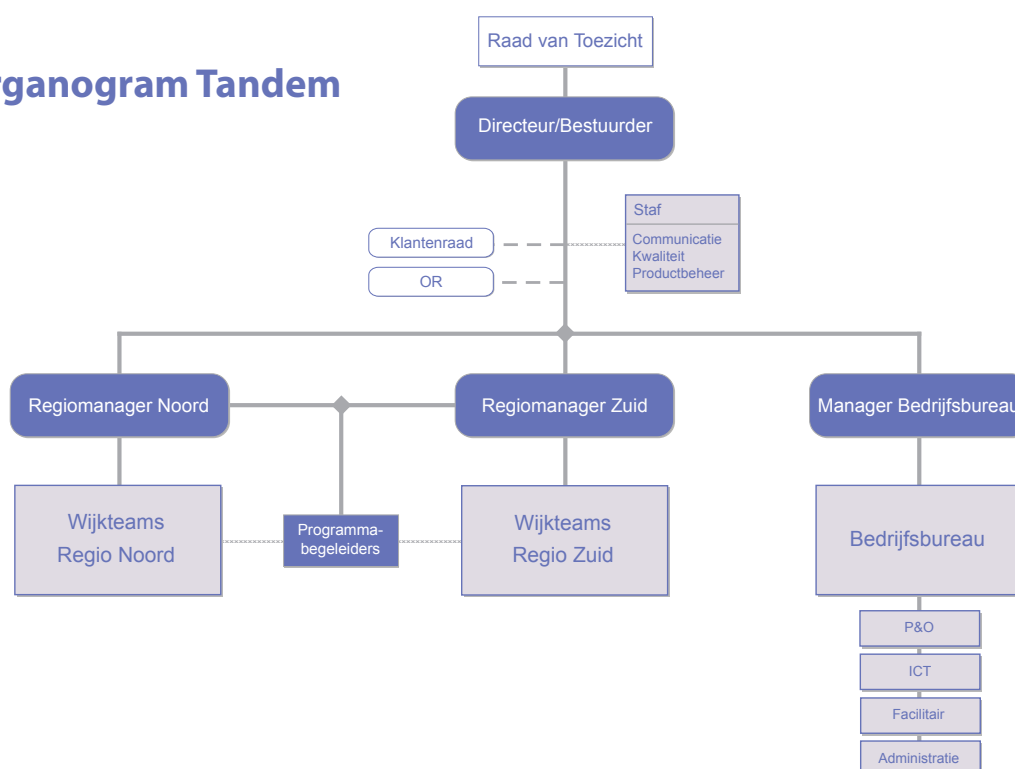 Raad van Toezicht
rganogram Tandem
Directeur/Bestuurder
Staf
Communicatie
Kwaliteit
Productbeheer
Klantenraad
OR
Regiomanager Noord
Regiomanager Zuid
Manager Bedrijfsbureau
Wijkteams
Regio Noord
Programma-
begeleiders
Wijkteams
Regio Zuid
Bedrijfsbureau
P&O
ICT
Facilitair
Administratie